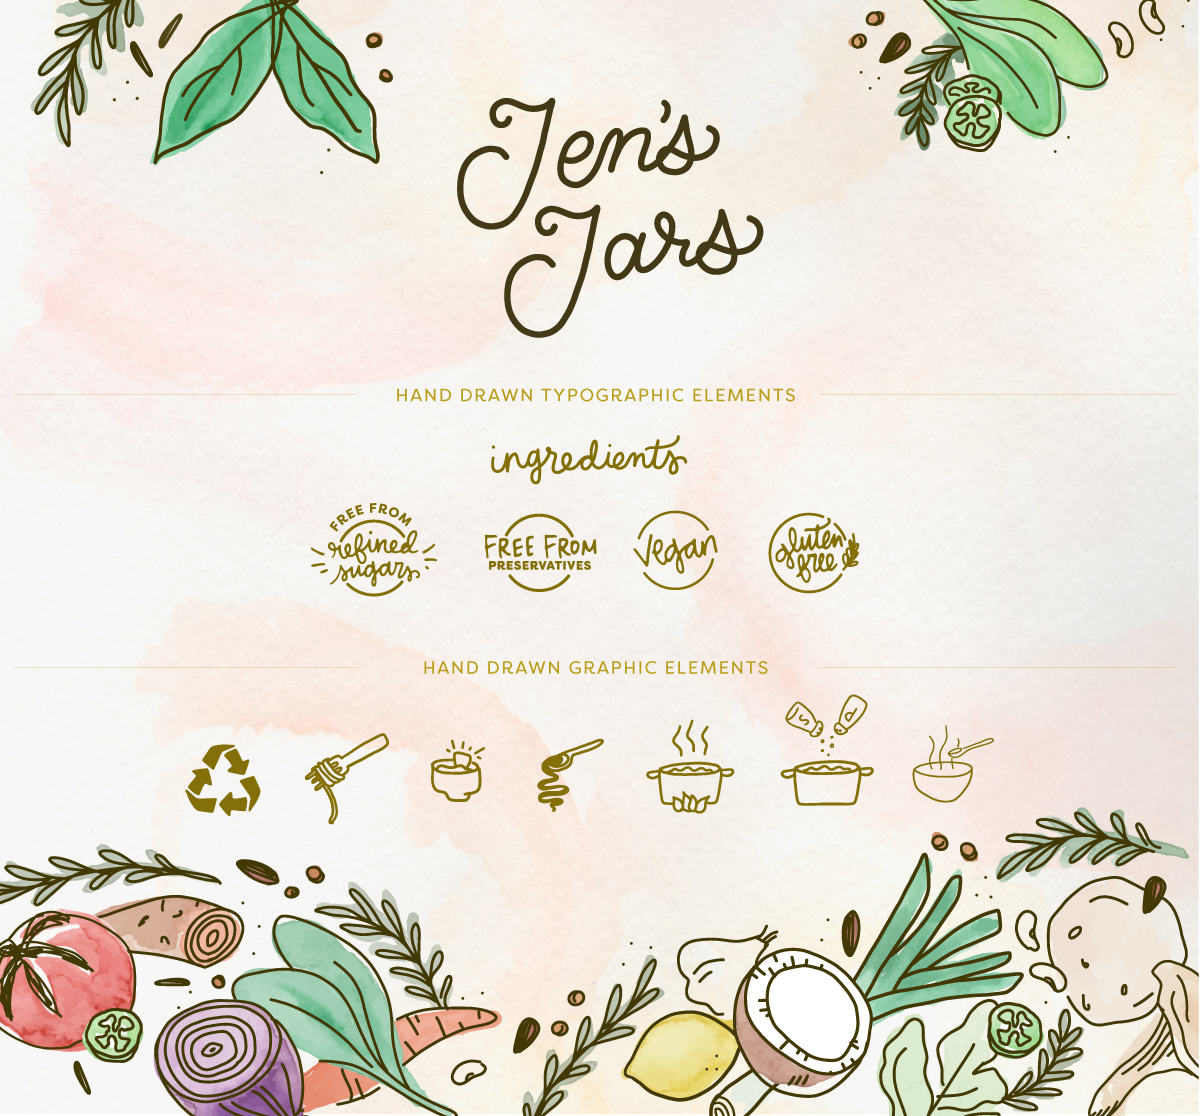 Jen's
Jars
HAND DRAWN TYPOGRAPHIC ELEMENTS
ingredients
FREE FROM
refined
sugars
FREE FROM
PRESERVATIVES
vegan
gluten
free
HAND DRAWN GRAPHIC ELEMENTS